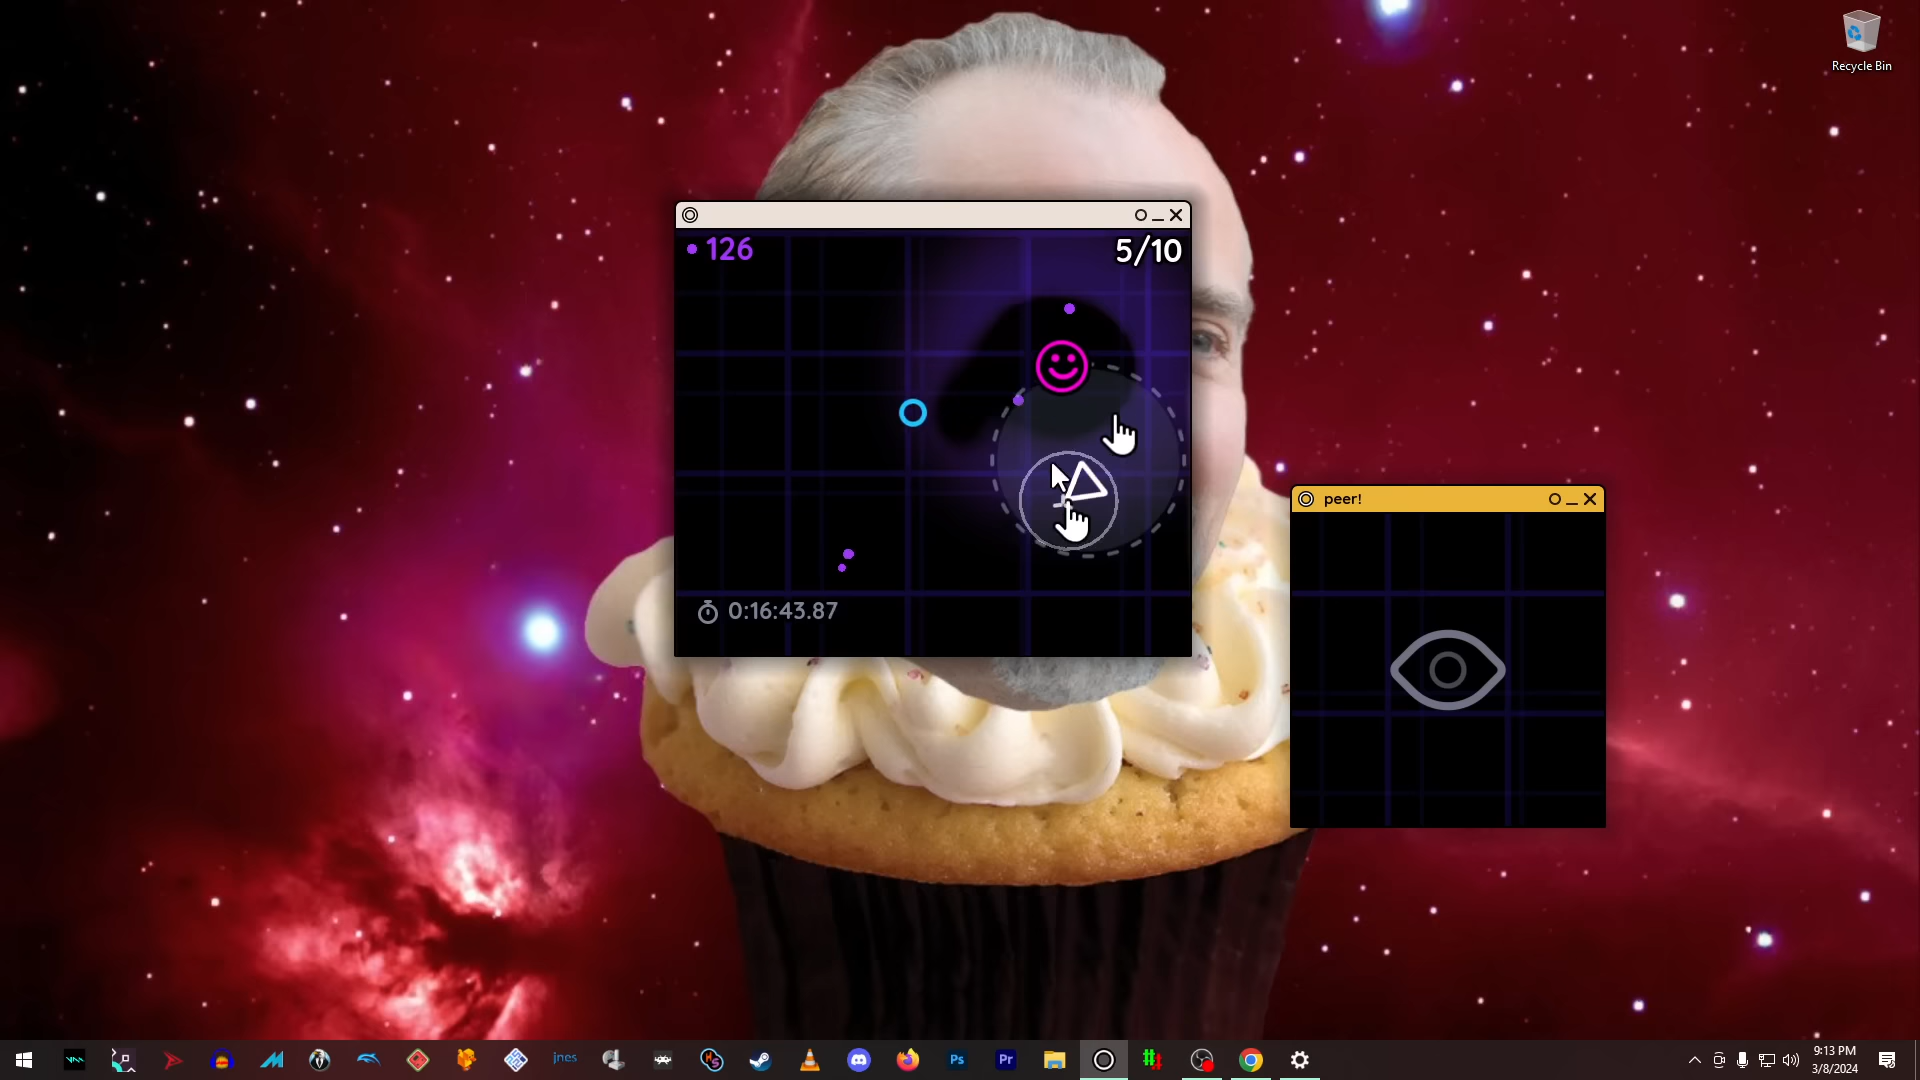 Recycle Bin
126
5/10
0:16:43.87
peer!
jnes
HS
Ps
Pr
9:13 PM
3/8/2024